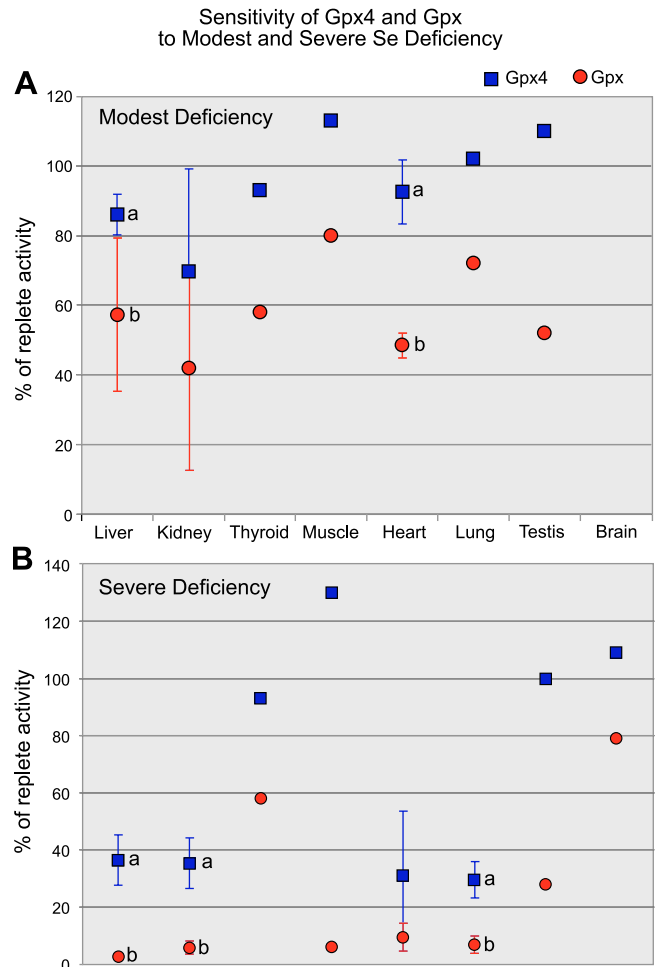 Sensitivity of Gpx4 and Gpx
to Modest and Severe Se Deficiency
A
Gpx4
Gpx
Modest Deficiency
% of replete activity
120
100
80
60
40
20
0
a
b
a
b
Liver Kidney Thyroid Muscle Heart Lung Testis Brain
B
Severe Deficiency
% of replete activity
140
120
100
80
60
40
20
0
a
b
a
b
a
b